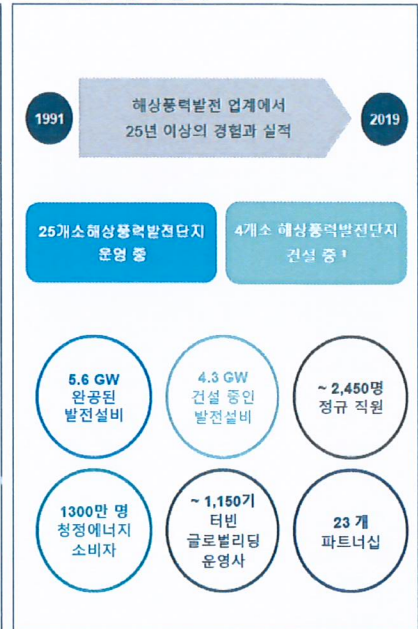 1991
해상풍력발전 업계에서
25년 이상의 경험과 실적
2019
25개소해상풍력발전단지
운영 중
4개소 해상풍력발전단지
건설 중 ¹
5.6 GW
완공된
발전설비
4.3 GW
건설 중인
발전설비
~ 2,450명
정규 직원
1300만 명
청정에너지
소비자
~ 1,150기
터빈
글로벌리딩
운영사
23 개
파트너십